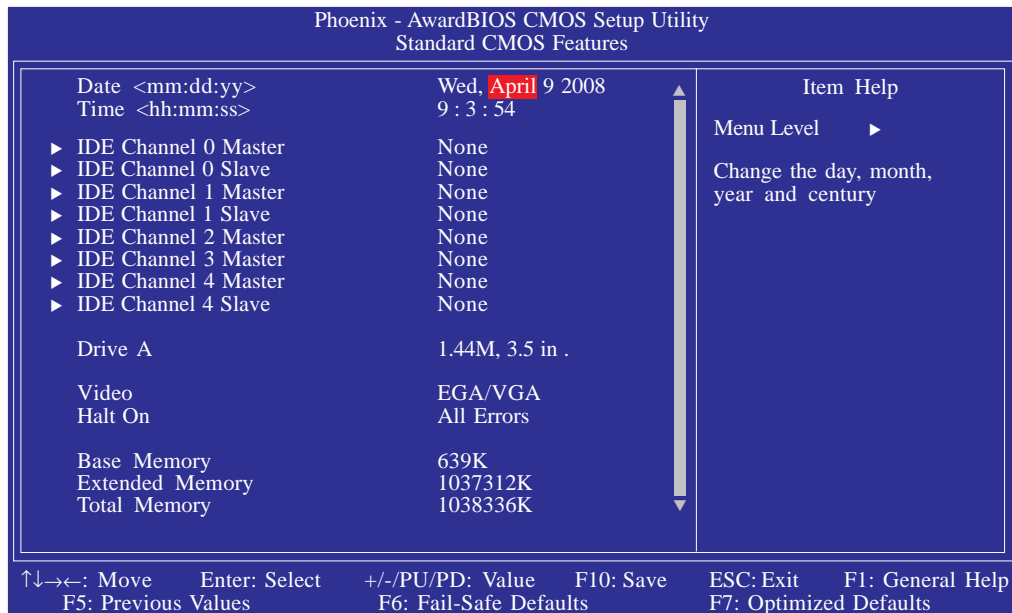 Phoenix - AwardBIOS CMOS Setup Utility
Standard CMOS Features
Date <mm:dd:yy> Wed, April 9 2008
Time <hh:mm:ss> 9 : 3 : 54
► IDE Channel 0 Master None
► IDE Channel 0 Slave None
► IDE Channel 1 Master None
► IDE Channel 1 Slave None
► IDE Channel 2 Master None
► IDE Channel 3 Master None
► IDE Channel 4 Master None
► IDE Channel 4 Slave None
Drive A 1.44M, 3.5 in .
Video EGA/VGA
Halt On All Errors
Base Memory 639K
Extended Memory 1037312K
Total Memory 1038336K
Item Help
Menu Level ►
Change the day, month,
year and century
↑↓→←: Move Enter: Select +/-/PU/PD: Value F10: Save ESC: Exit F1: General Help
F5: Previous Values F6: Fail-Safe Defaults F7: Optimized Defaults